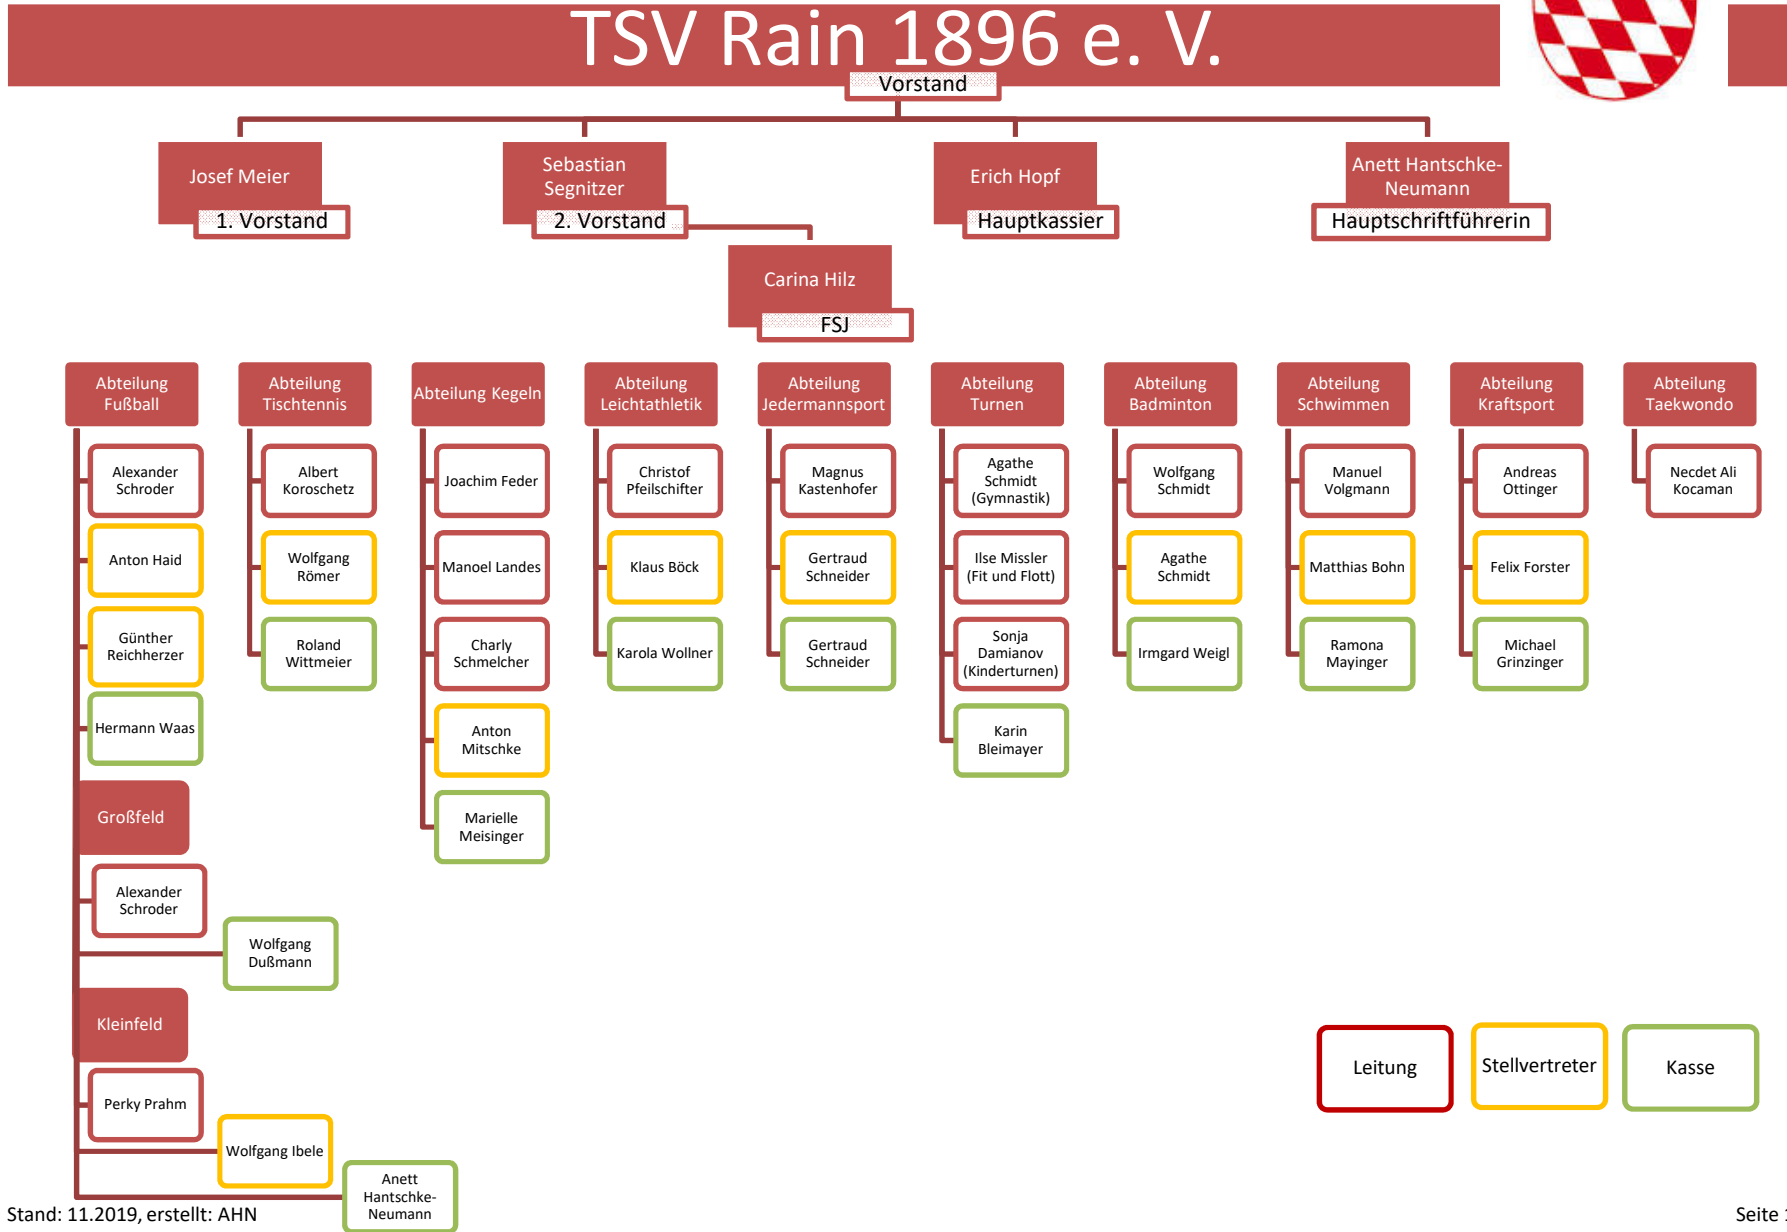 TSV Rain 1896 e. V.
Vorstand
Josef Meier
1. Vorstand
Sebastian
Segnitzer
2. Vorstand
Erich Hopf
Hauptkassier
Anett Hantschke-
Neumann
Hauptschriftführerin
Carina Hilz
FSJ
Abteilung
Fußball
Alexander
Schroder
Anton Haid
Günther
Reichherzer
Hermann Waas
Großfeld
Alexander
Schroder
Wolfgang
Dußmann
Kleinfeld
Perky Prahm
Wolfgang Ibele
Anett
Hantschke-
Neumann
Abteilung
Tischtennis
Albert
Koroschetz
Wolfgang
Römer
Roland
Wittmeier
Abteilung Kegeln
Joachim Feder
Manoel Landes
Charly
Schmelcher
Anton
Mitschke
Marielle
Meisinger
Abteilung
Leichtathletik
Christof
Pfeilschifter
Klaus Böck
Karola Wollner
Abteilung
Jedermannsport
Magnus
Kastenhofer
Gertraud
Schneider
Gertraud
Schneider
Abteilung
Turnen
Agathe
Schmidt
(Gymnastik)
Ilse Missler
(Fit und Flott)
Sonja
Damianov
(Kinderturnen)
Karin
Bleimayer
Abteilung
Badminton
Wolfgang
Schmidt
Agathe
Schmidt
Irmgard Weigl
Abteilung
Schwimmen
Manuel
Volgmann
Matthias Bohn
Ramona
Mayinger
Abteilung
Kraftsport
Andreas
Ottinger
Felix Forster
Michael
Grinzinger
Abteilung
Taekwondo
Necdet Ali
Kocaman
Leitung
Stellvertreter
Kasse
Stand: 11.2019, erstellt: AHN
Seite